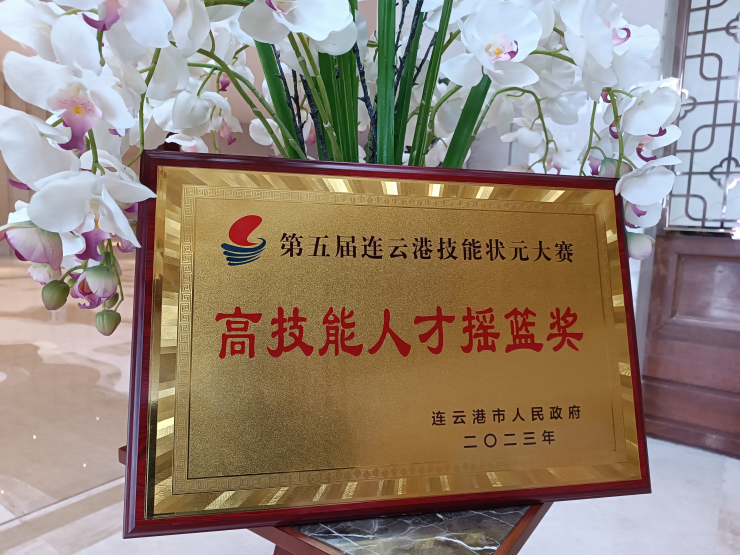 第五届连云港技能状元大赛
高技能人才摇篮奖
连云港市人民政府
二〇二三年